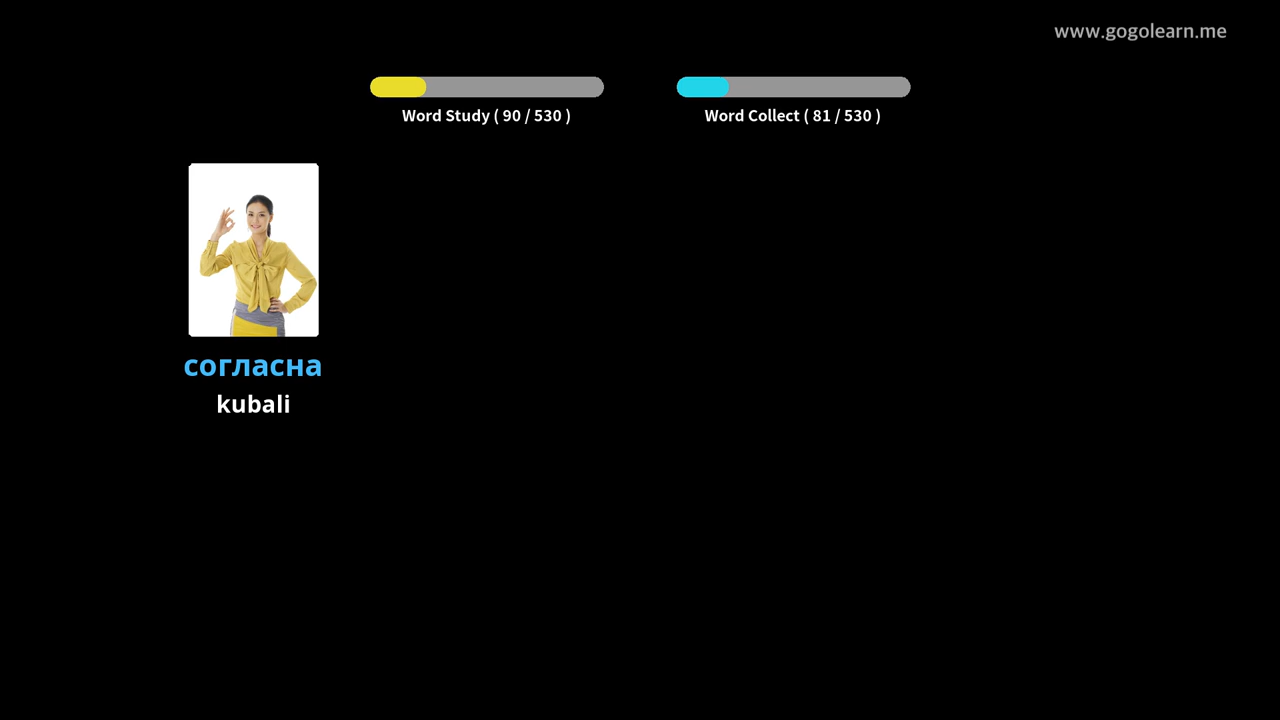 www.gogolearn.me
Word Study ( 90 / 530 )
Word Collect ( 81 / 530 )
согласна
kubali